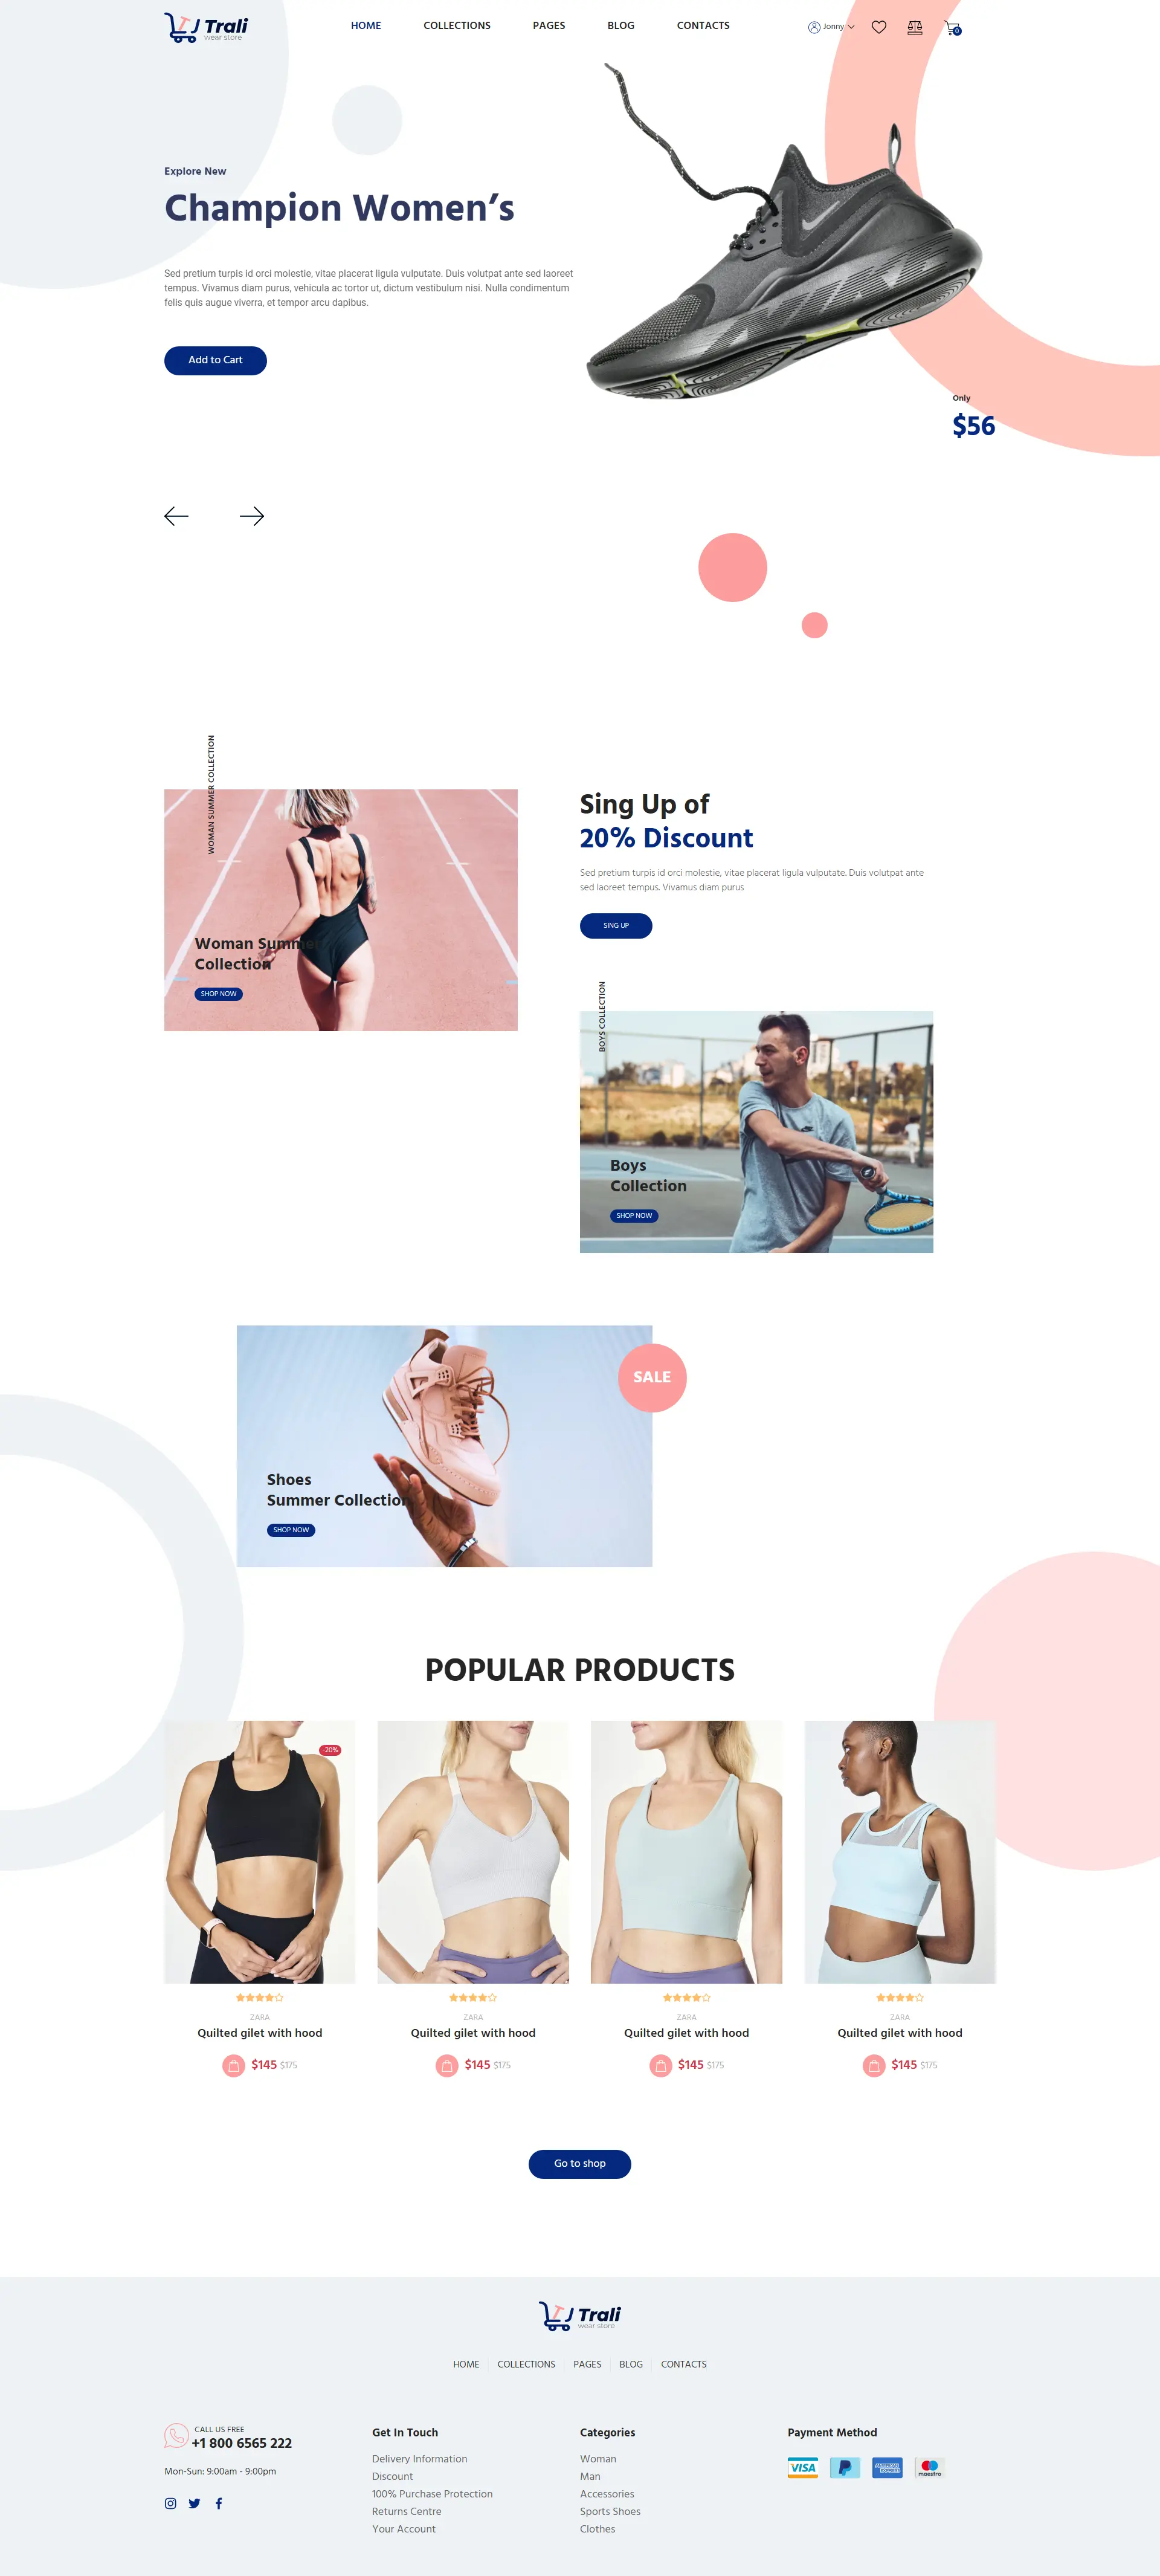 Trali
wear store
HOME
COLLECTIONS
PAGES
BLOG
CONTACTS
Jonny
0
Explore New
Champion Women’s
Sed pretium turpis id orci molestie, vitae placerat ligula vulputate. Duis volutpat ante sed laoreet
tempus. Vivamus diam purus, vehicula ac tortor ut, dictum vestibulum nisi. Nulla condimentum
felis quis augue viverra, et tempor arcu dapibus.
Add to Cart
Only
$56
WOMAN SUMMER COLLECTION
Woman Summer
Collection
SHOP NOW
Sing Up of
20% Discount
Sed pretium turpis id orci molestie, vitae placerat ligula vulputate. Duis volutpat ante
sed laoreet tempus. Vivamus diam purus
SING UP
BOYS COLLECTION
Boys
Collection
SHOP NOW
SALE
Shoes
Summer Collection
SHOP NOW
POPULAR PRODUCTS
-20%
ZARA
Quilted gilet with hood
$145 $175
ZARA
Quilted gilet with hood
$145 $175
ZARA
Quilted gilet with hood
$145 $175
ZARA
Quilted gilet with hood
$145 $175
Go to shop
Trali
wear store
HOME
COLLECTIONS
PAGES
BLOG
CONTACTS
CALL US FREE
+1 800 6565 222
Mon-Sun: 9:00am - 9:00pm
Get In Touch
Delivery Information
Discount
100% Purchase Protection
Returns Centre
Your Account
Categories
Woman
Man
Accessories
Sports Shoes
Clothes
Payment Method
VISA
AMERICAN
EXPRESS
maestro